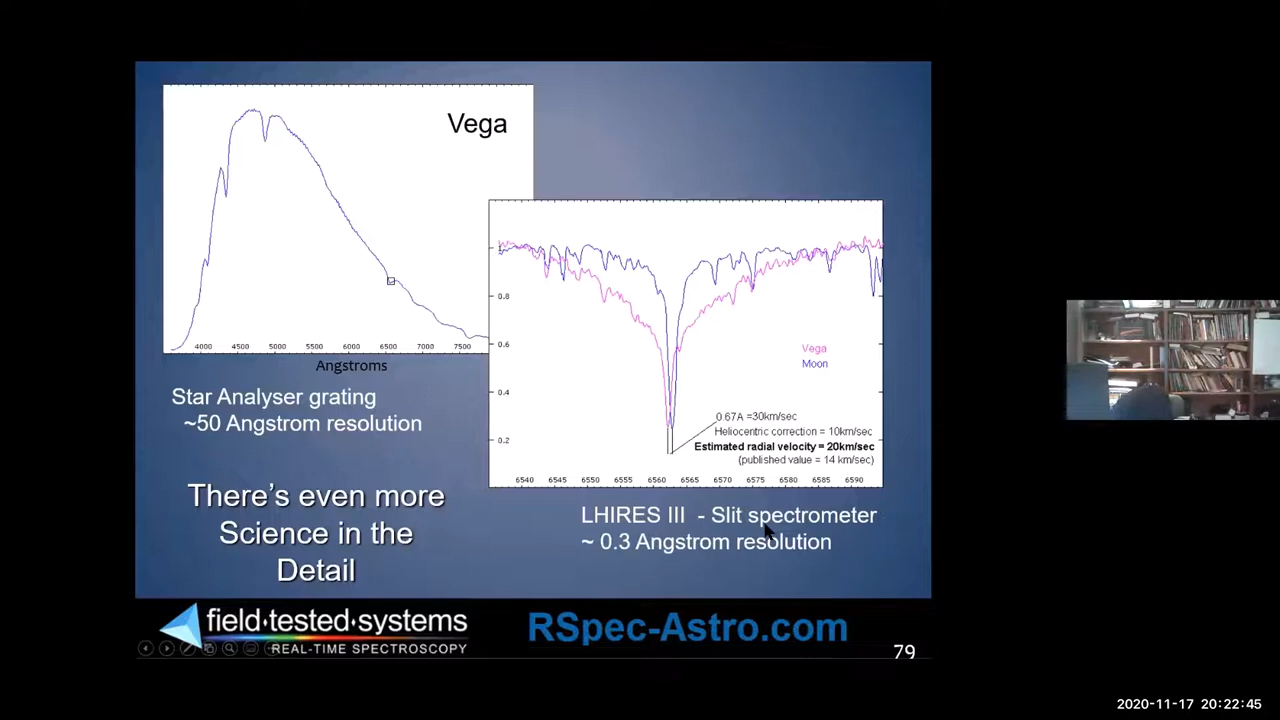 Vega
4000 4500 5000 5500 6000 6500 7000 7500
Angstroms
Star Analyser grating
~50 Angstrom resolution
There's even more
Science in the
Detail
1
0.8
0.6
0.4
0.2
Vega
Moon
0.67A =30km/sec
Heliocentric correction = 10km/sec
Estimated radial velocity = 20km/sec
(published value = 14 km/sec)
6540 6545 6550 6555 6560 6565 6570 6575 6580 6585 6590
LHIRES III - Slit spectrometer
~ 0.3 Angstrom resolution
field·tested·systems
REAL-TIME SPECTROSCOPY
RSpec-Astro.com
79
2020-11-17 20:22:45